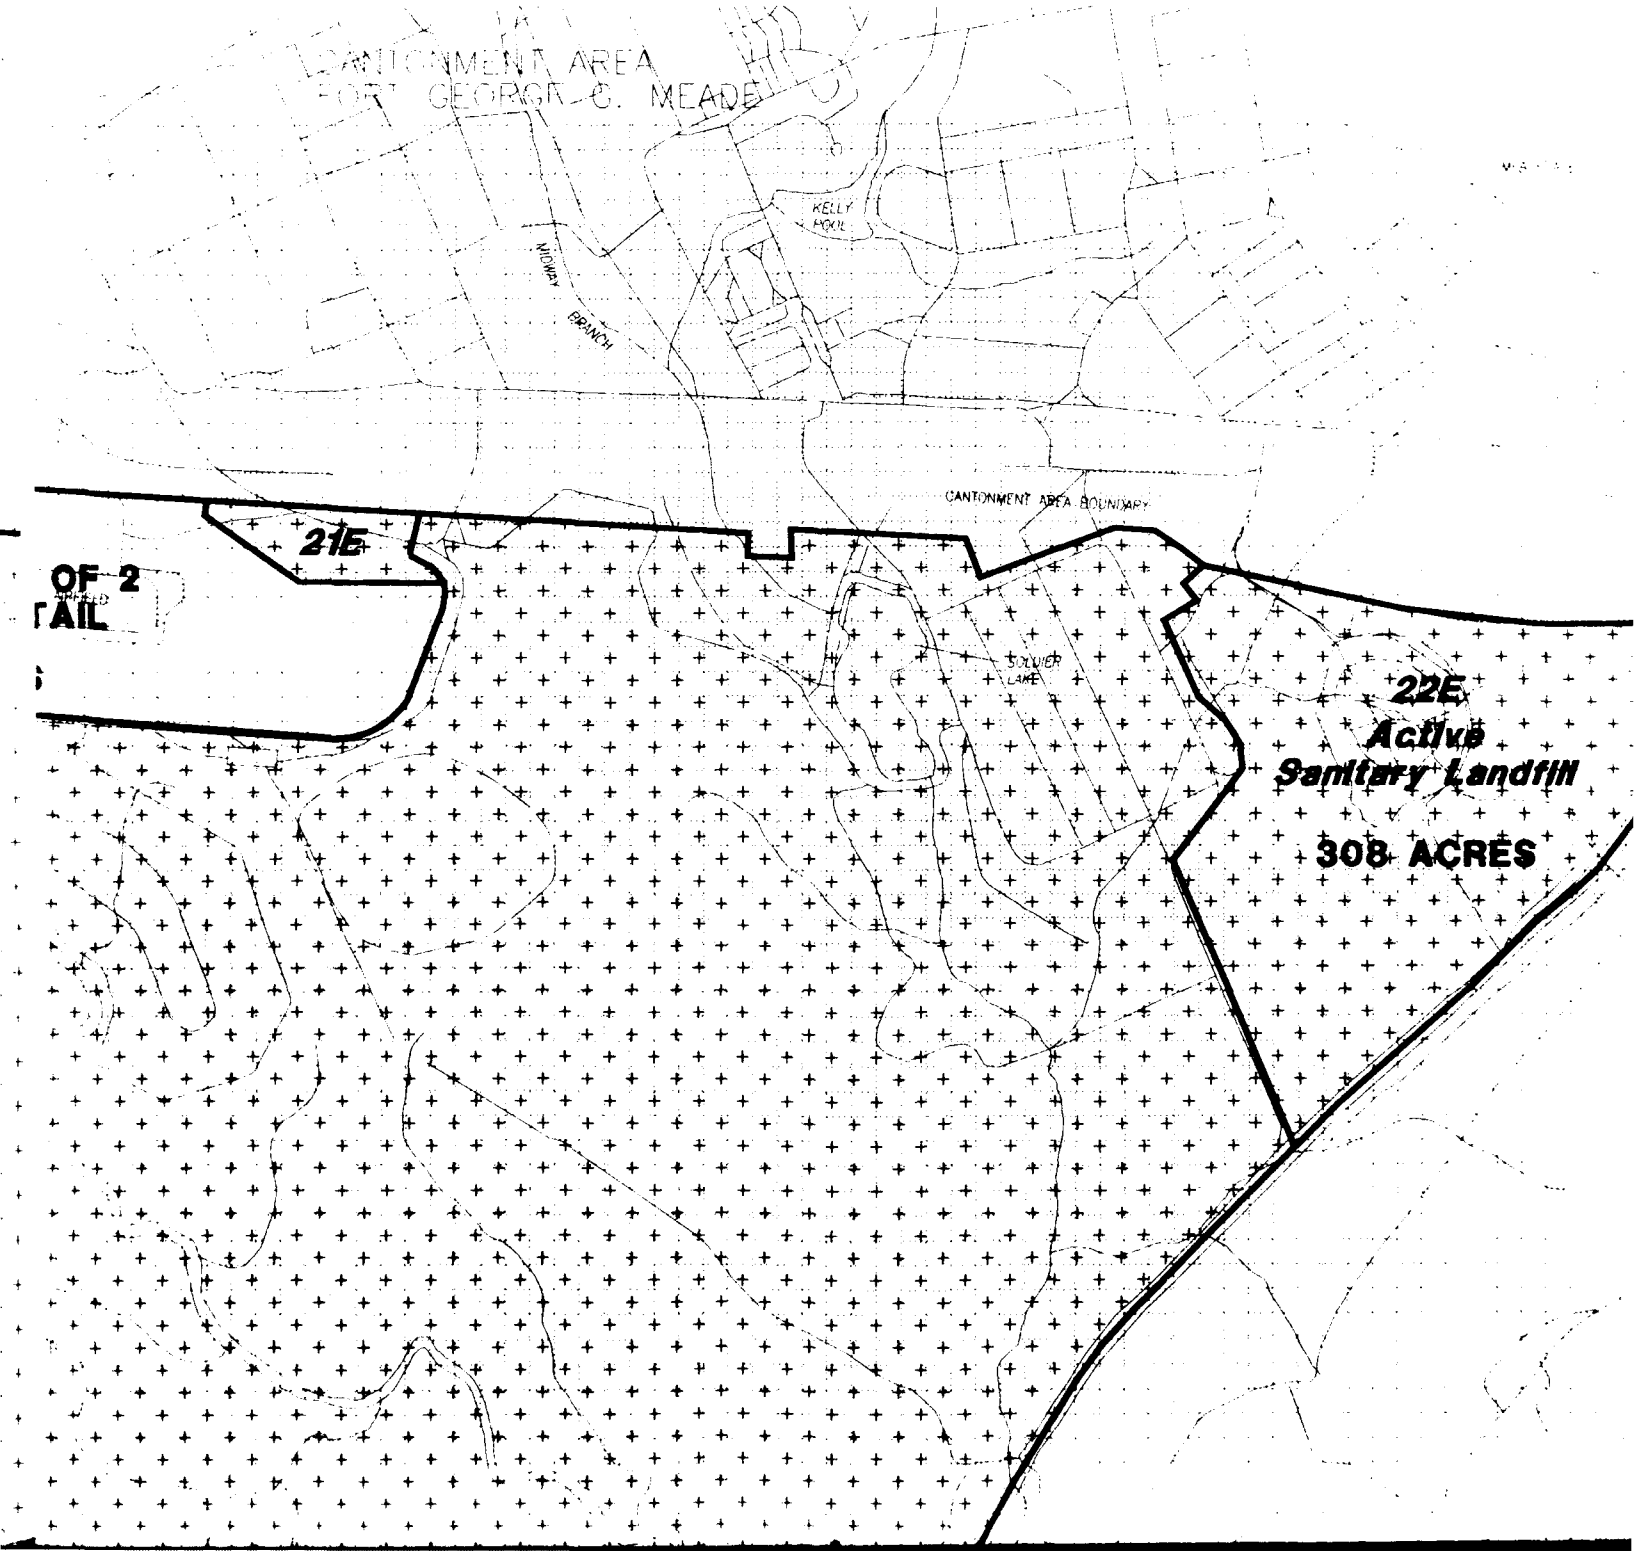 CANTONMENT AREA
FORT GEORGE G. MEADE
KELLY
POOL
MIDWAY
BRANCH
CANTONMENT AREA BOUNDARY
21E
OF 2
TAIL
SOLDIER
LAKE
22E
Active
Sanitary Landfill
308 ACRES